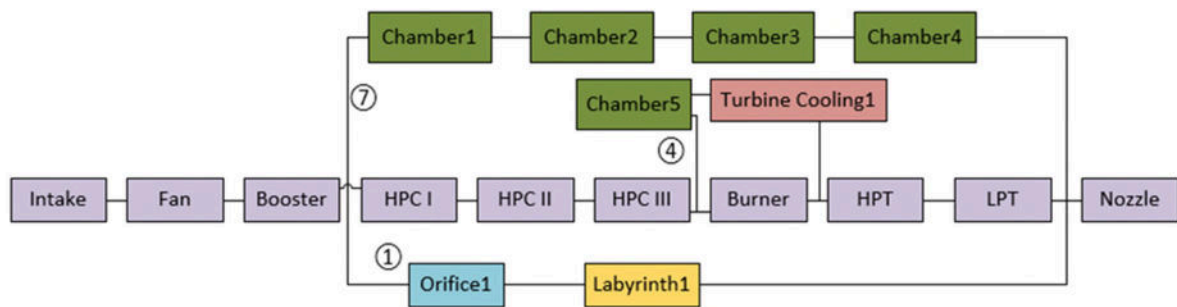 Chamber1 Chamber2 Chamber3 Chamber4
⑦ Chamber5 Turbine Cooling1
④
Intake Fan Booster HPC I HPC II HPC III Burner HPT LPT Nozzle
①
Orifice1 Labyrinth1